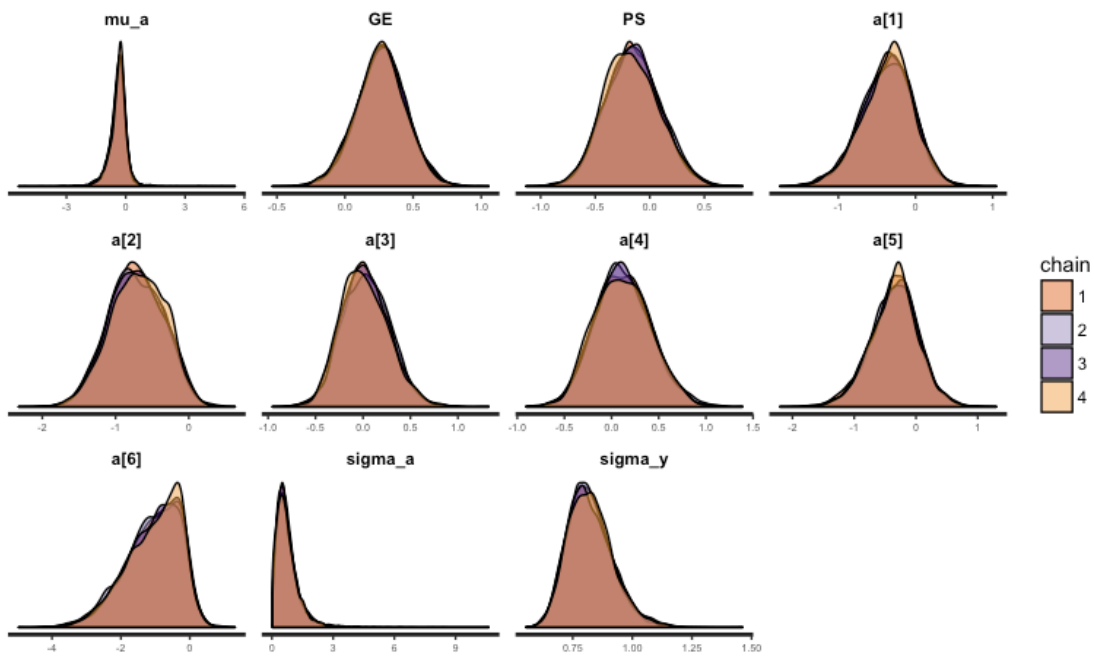 mu_a GE PS a[1]
-3 0 3 6 -0.5 0.0 0.5 1.0 -1.0 -0.5 0.0 0.5 -1 0 1
a[2] a[3] a[4] a[5]
-2 -1 0 -1.0 -0.5 0.0 0.5 1.0 -1.0 -0.5 0.0 0.5 1.0 1.5 -2 -1 0 1
chain
1
2
3
4
a[6] sigma_a sigma_y
-4 -2 0 0 3 6 9 0.75 1.00 1.25 1.50